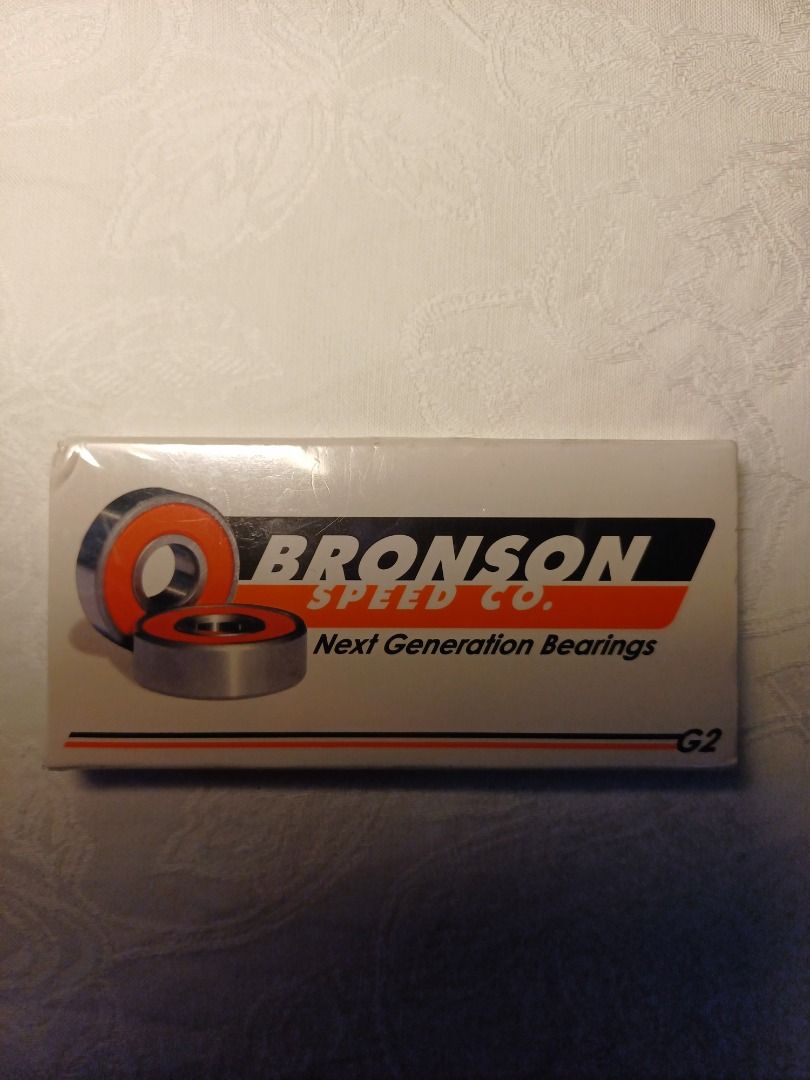 BRONSON
SPEED CO.
Next Generation Bearings
G2